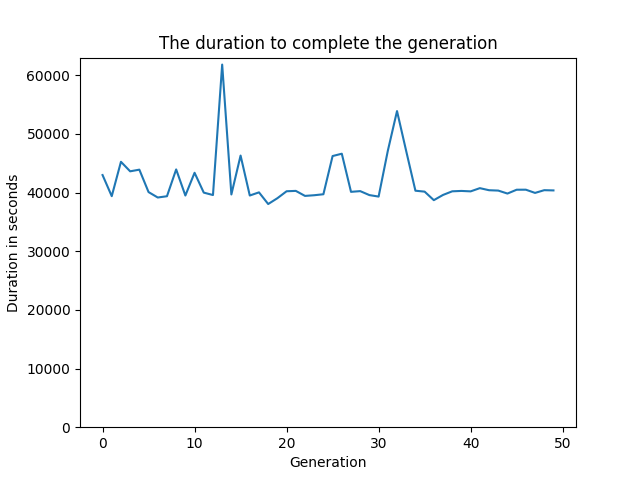 The duration to complete the generation
60000
50000
40000
30000
20000
10000
0
Duration in seconds
0 10 20 30 40 50
Generation